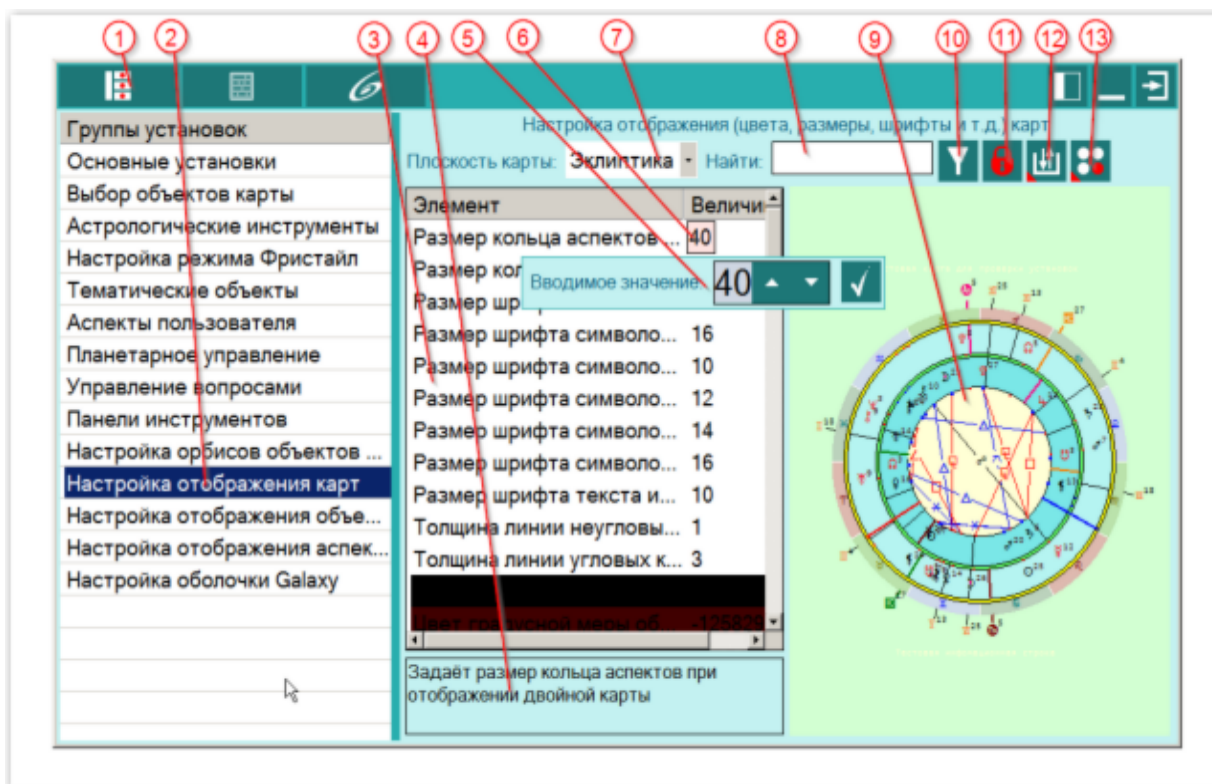 1 2 3 4 5 6 7 8 9 10 11 12 13
Группы установок
Основные установки
Выбор объектов карты
Астрологические инструменты
Настройка режима Фристайл
Тематические объекты
Аспекты пользователя
Планетарное управление
Управление вопросами
Панели инструментов
Настройка орбисов объектов ...
Настройка отображения карт
Настройка отображения объе...
Настройка отображения аспек...
Настройка оболочки Galaxy
Настройка отображения (цвета, размеры, шрифты и т.д.) карт
Плоскость карты: Эклиптика Найти:
Элемент Величи
Размер кольца аспектов ... 40
Размер кол
Вводимое значение: 40
Размер шр
Размер шрифта символо... 16
Размер шрифта символо... 10
Размер шрифта символо... 12
Размер шрифта символо... 14
Размер шрифта символо... 16
Размер шрифта текста и... 10
Толщина линии неугловы... 1
Толщина линии угловых к... 3
Цвет градусной меры об... -125829
Задаёт размер кольца аспектов при
отображении двойной карты